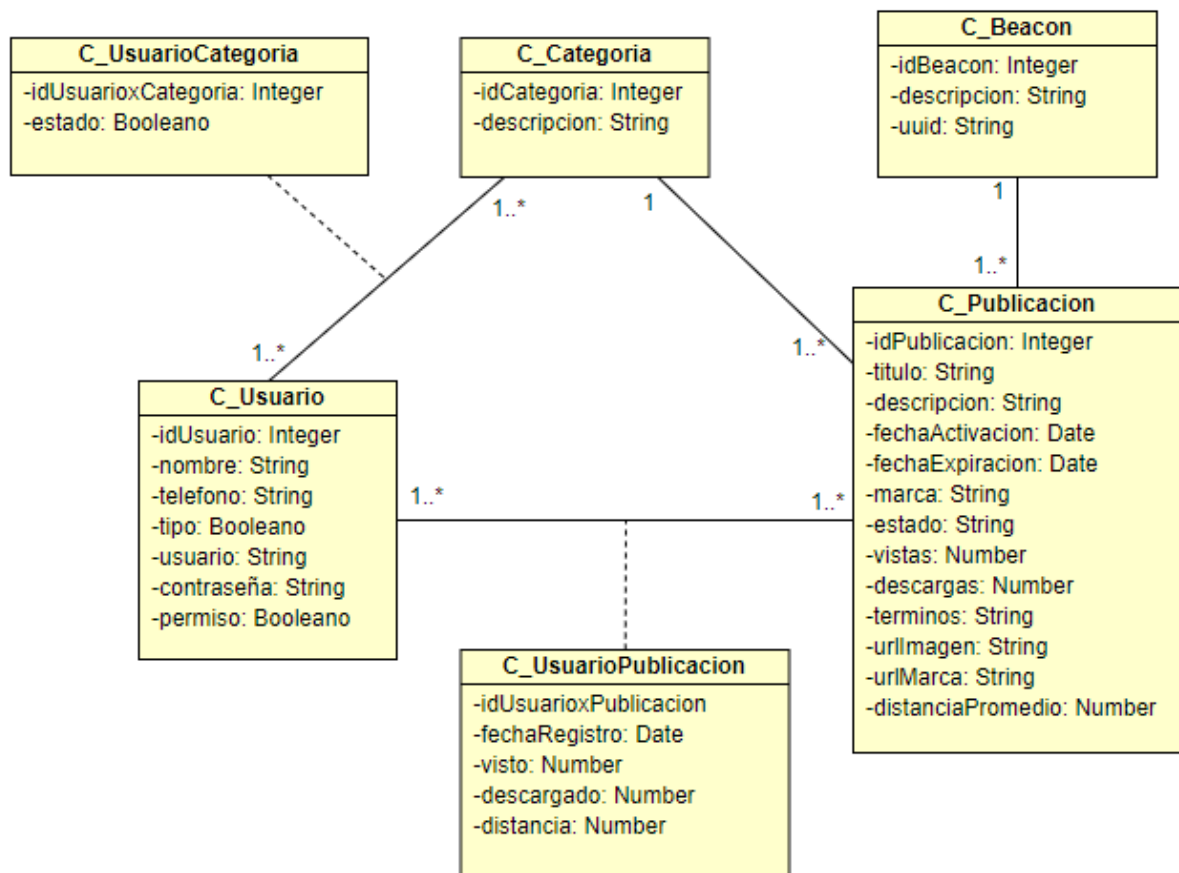 C_UsuarioCategoria
-idUsuarioxCategoria: Integer
-estado: Booleano
C_Categoria
-idCategoria: Integer
-descripcion: String
C_Beacon
-idBeacon: Integer
-descripcion: String
-uuid: String
1..*
1
1
1..*
1..*
1..*
C_Usuario
-idUsuario: Integer
-nombre: String
-telefono: String
-tipo: Booleano
-usuario: String
-contraseña: String
-permiso: Booleano
1..*
1..*
C_Publicacion
-idPublicacion: Integer
-titulo: String
-descripcion: String
-fechaActivacion: Date
-fechaExpiracion: Date
-marca: String
-estado: String
-vistas: Number
-descargas: Number
-terminos: String
-urlImagen: String
-urlMarca: String
-distanciaPromedio: Number
C_UsuarioPublicacion
-idUsuarioxPublicacion
-fechaRegistro: Date
-visto: Number
-descargado: Number
-distancia: Number